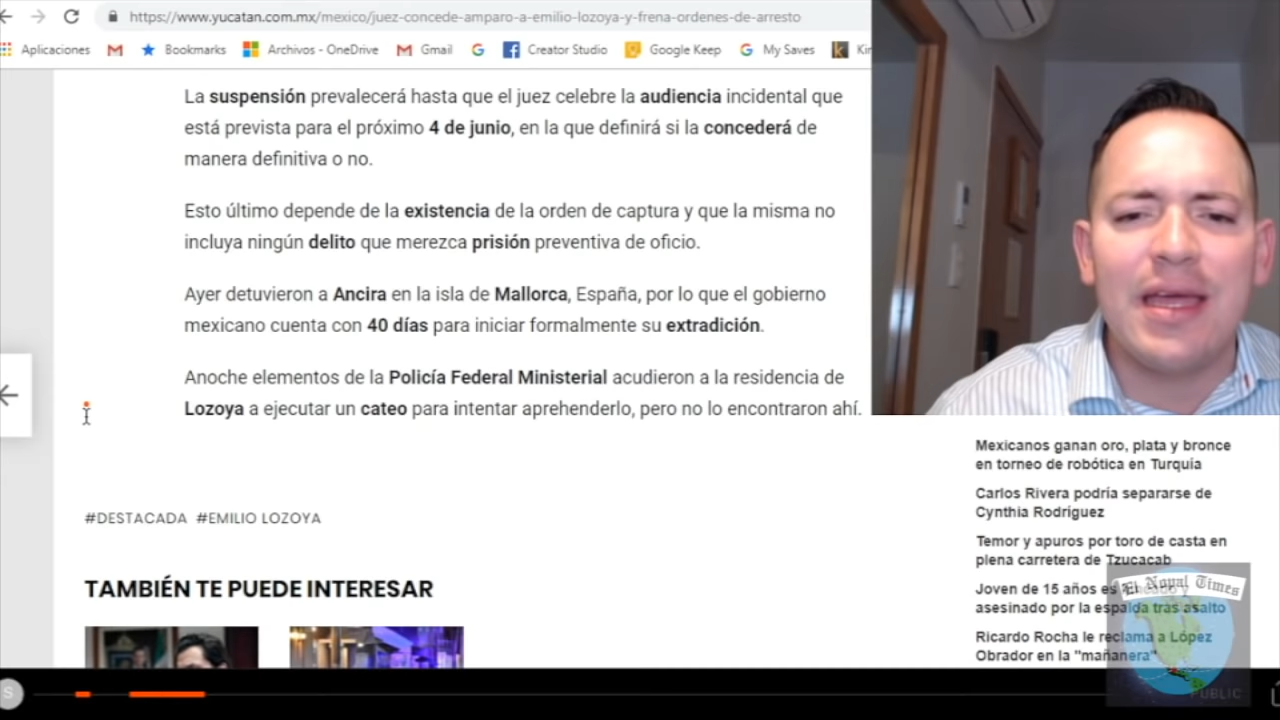 https://www.yucatan.com.mx/mexico/juez-concede-amparo-a-emilio-lozoya-y-frena-ordenes-de-arresto
Aplicaciones Bookmarks Archivos - OneDrive Gmail Creator Studio Google Keep My Saves Kin
La suspensión prevalecerá hasta que el juez celebre la audiencia incidental que
está prevista para el próximo 4 de junio, en la que definirá si la concederá de
manera definitiva o no.
Esto último depende de la existencia de la orden de captura y que la misma no
incluya ningún delito que merezca prisión preventiva de oficio.
Ayer detuvieron a Ancira en la isla de Mallorca, España, por lo que el gobierno
mexicano cuenta con 40 días para iniciar formalmente su extradición.
Anoche elementos de la Policía Federal Ministerial acudieron a la residencia de
Lozoya a ejecutar un cateo para intentar aprehenderlo, pero no lo encontraron ahí.
#DESTACADA #EMILIO LOZOYA
TAMBIÉN TE PUEDE INTERESAR
Mexicanos ganan oro, plata y bronce
en torneo de robótica en Turquía
Carlos Rivera podría separarse de
Cynthia Rodríguez
Temor y apuros por toro de casta en
plena carretera de Tzucacab
Joven de 15 años es
asesinado por la espalda tras asalto
Ricardo Rocha le reclama a López
Obrador en la "mañanera"
El Nopal Times
PUBLIC
S